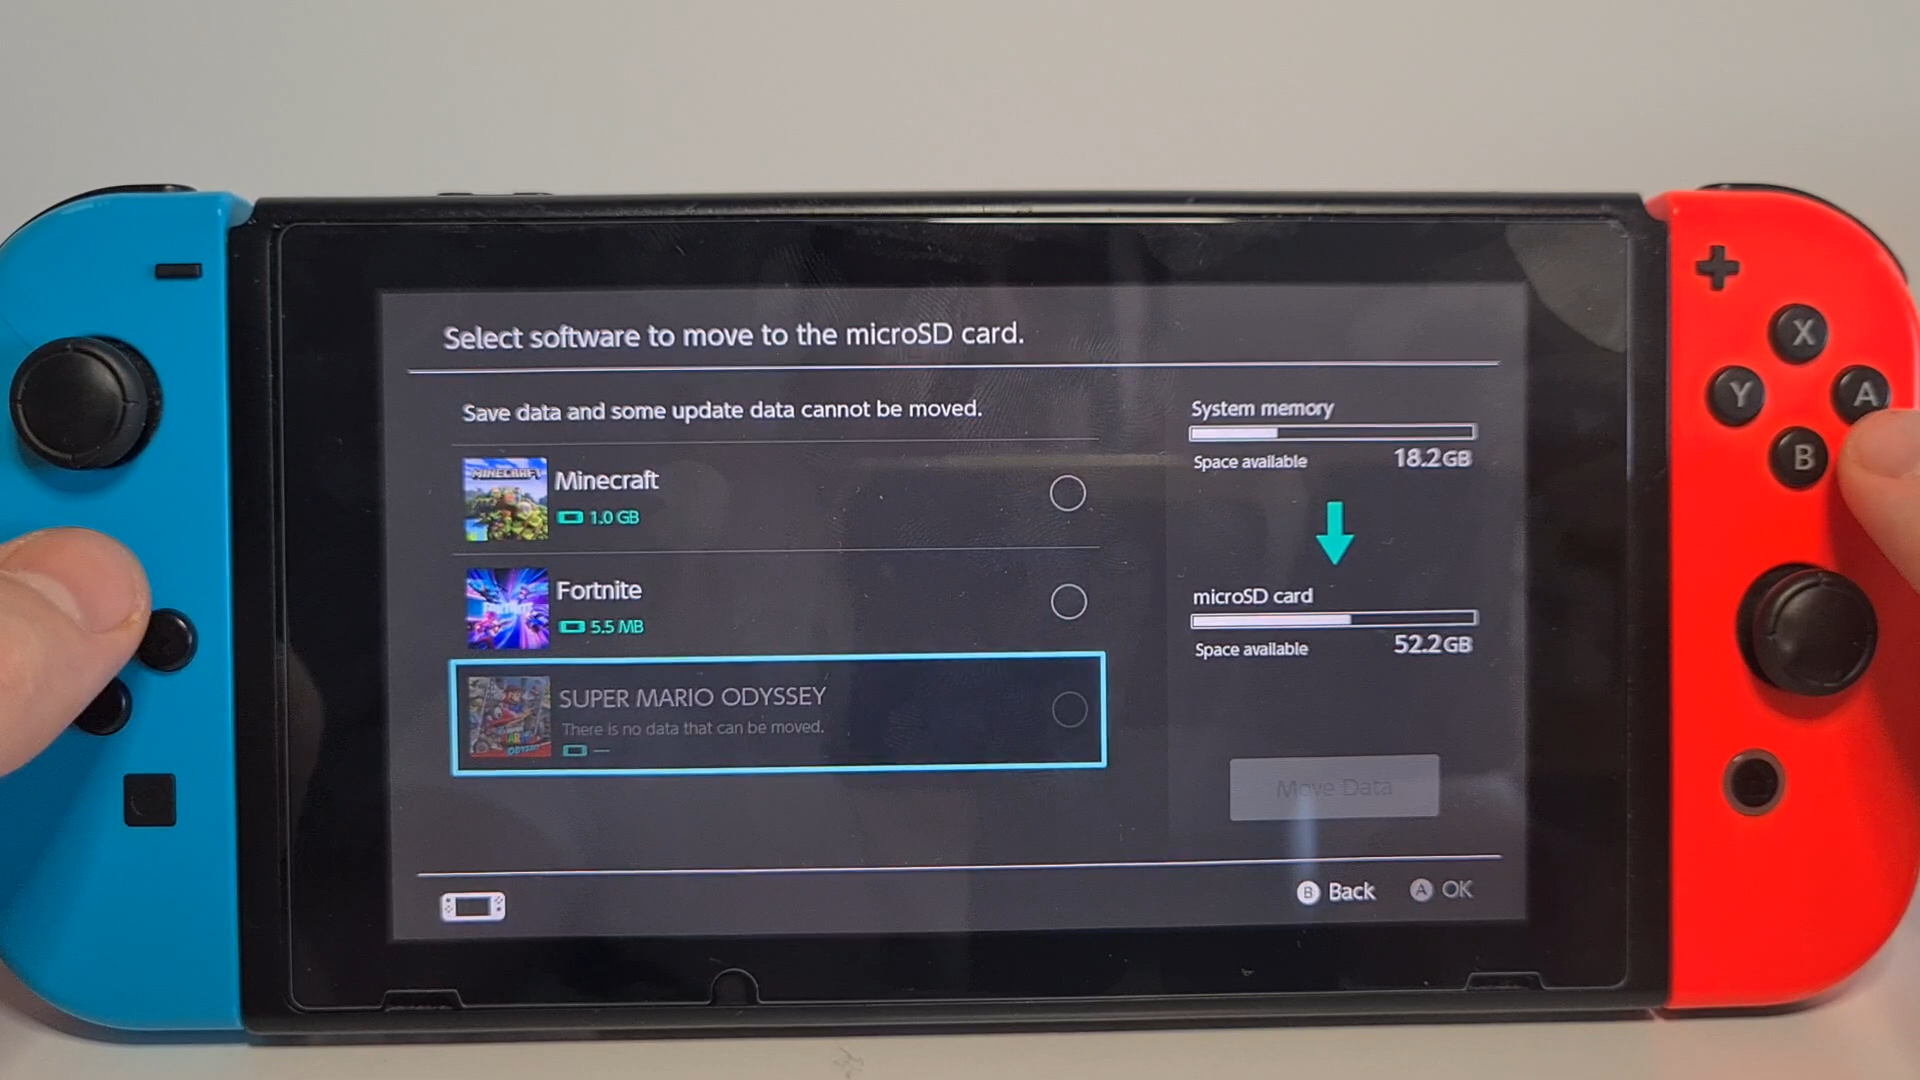 Select software to move to the microSD card.
Save data and some update data cannot be moved.
MINECRAFT
Minecraft
1.0 GB
Fortnite
5.5 MB
SUPER MARIO ODYSSEY
There is no data that can be moved.
—
System memory
Space available 18.2GB
microSD card
Space available 52.2GB
Move Data
B Back A OK
X
Y
A
B